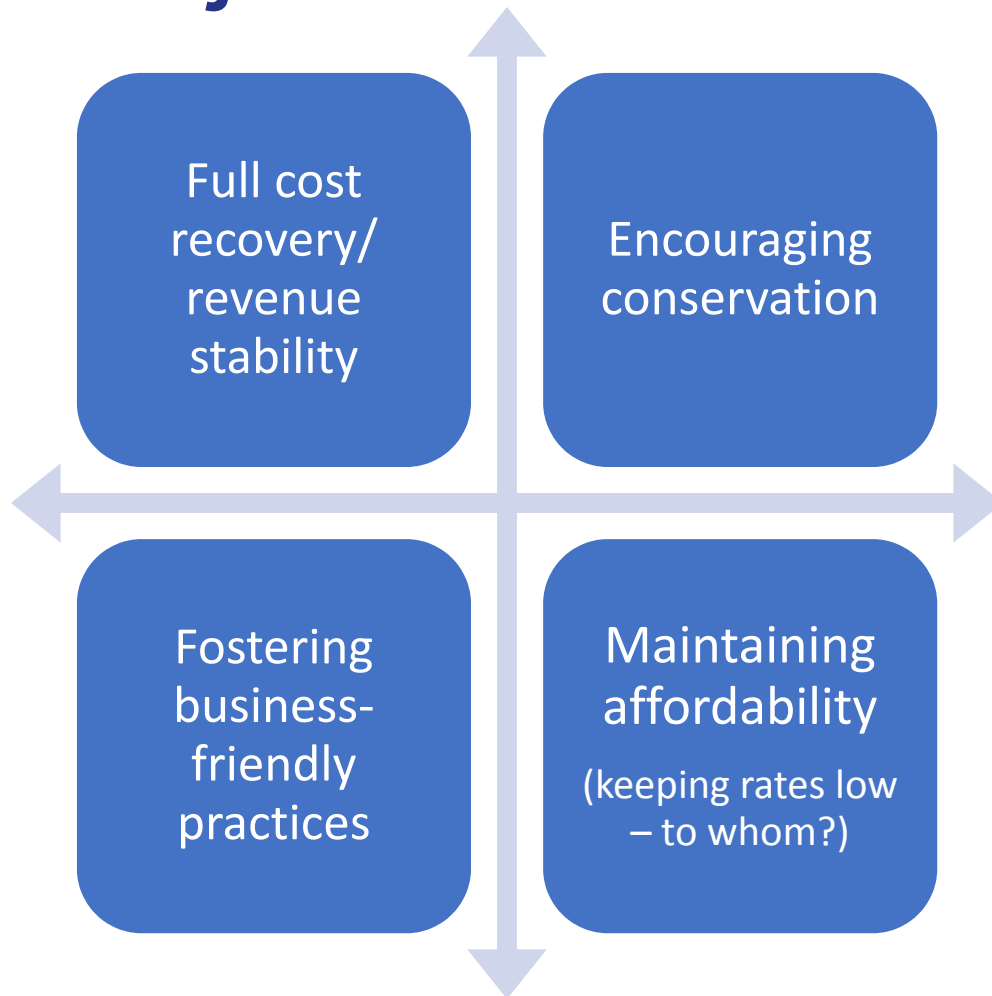 Full cost
recovery/
revenue
stability
Encouraging
conservation
Fostering
business-
friendly
practices
Maintaining
affordability
(keeping rates low
– to whom?)